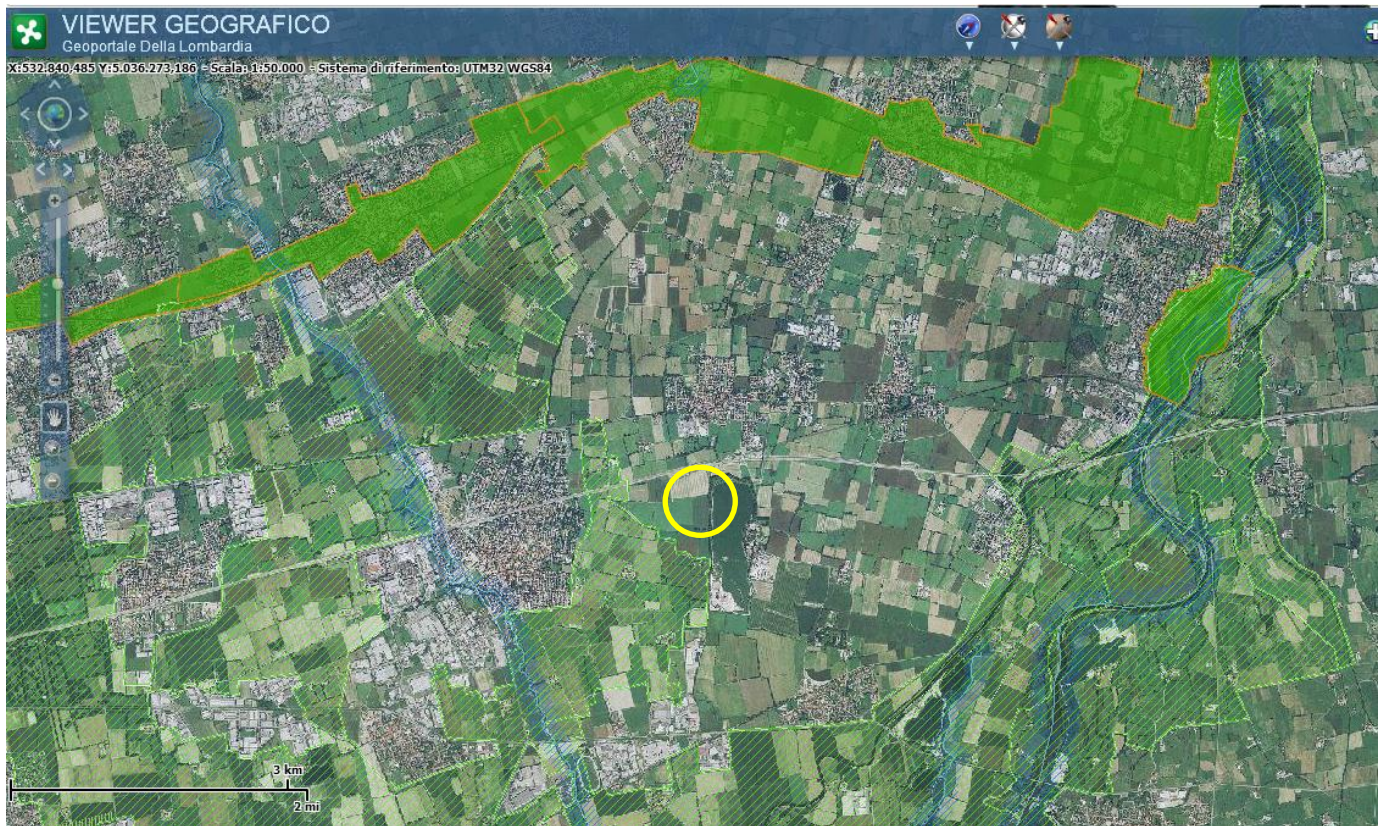 VIEWER GEOGRAFICO
Geoportale Della Lombardia
X:532.840,485 Y:5.036.273,186 - Scala: 1:50.000 - Sistema di riferimento: UTM32 WGS84
3 km
2 mi